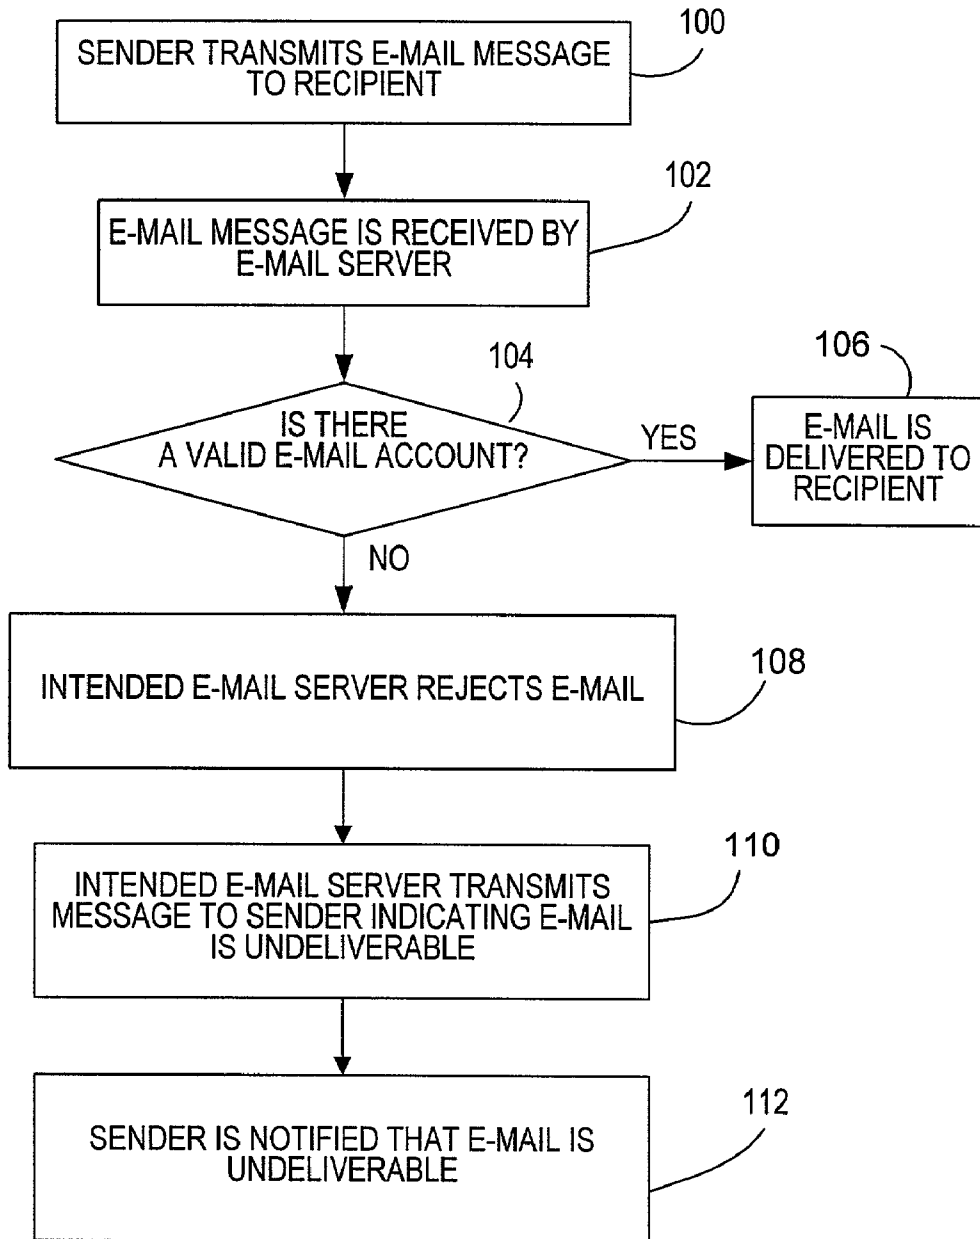 100
SENDER TRANSMITS E-MAIL MESSAGE
TO RECIPIENT
102
E-MAIL MESSAGE IS RECEIVED BY
E-MAIL SERVER
104
IS THERE
A VALID E-MAIL ACCOUNT?
YES
106
E-MAIL IS
DELIVERED TO
RECIPIENT
NO
INTENDED E-MAIL SERVER REJECTS E-MAIL
108
110
INTENDED E-MAIL SERVER TRANSMITS
MESSAGE TO SENDER INDICATING E-MAIL
IS UNDELIVERABLE
112
SENDER IS NOTIFIED THAT E-MAIL IS
UNDELIVERABLE